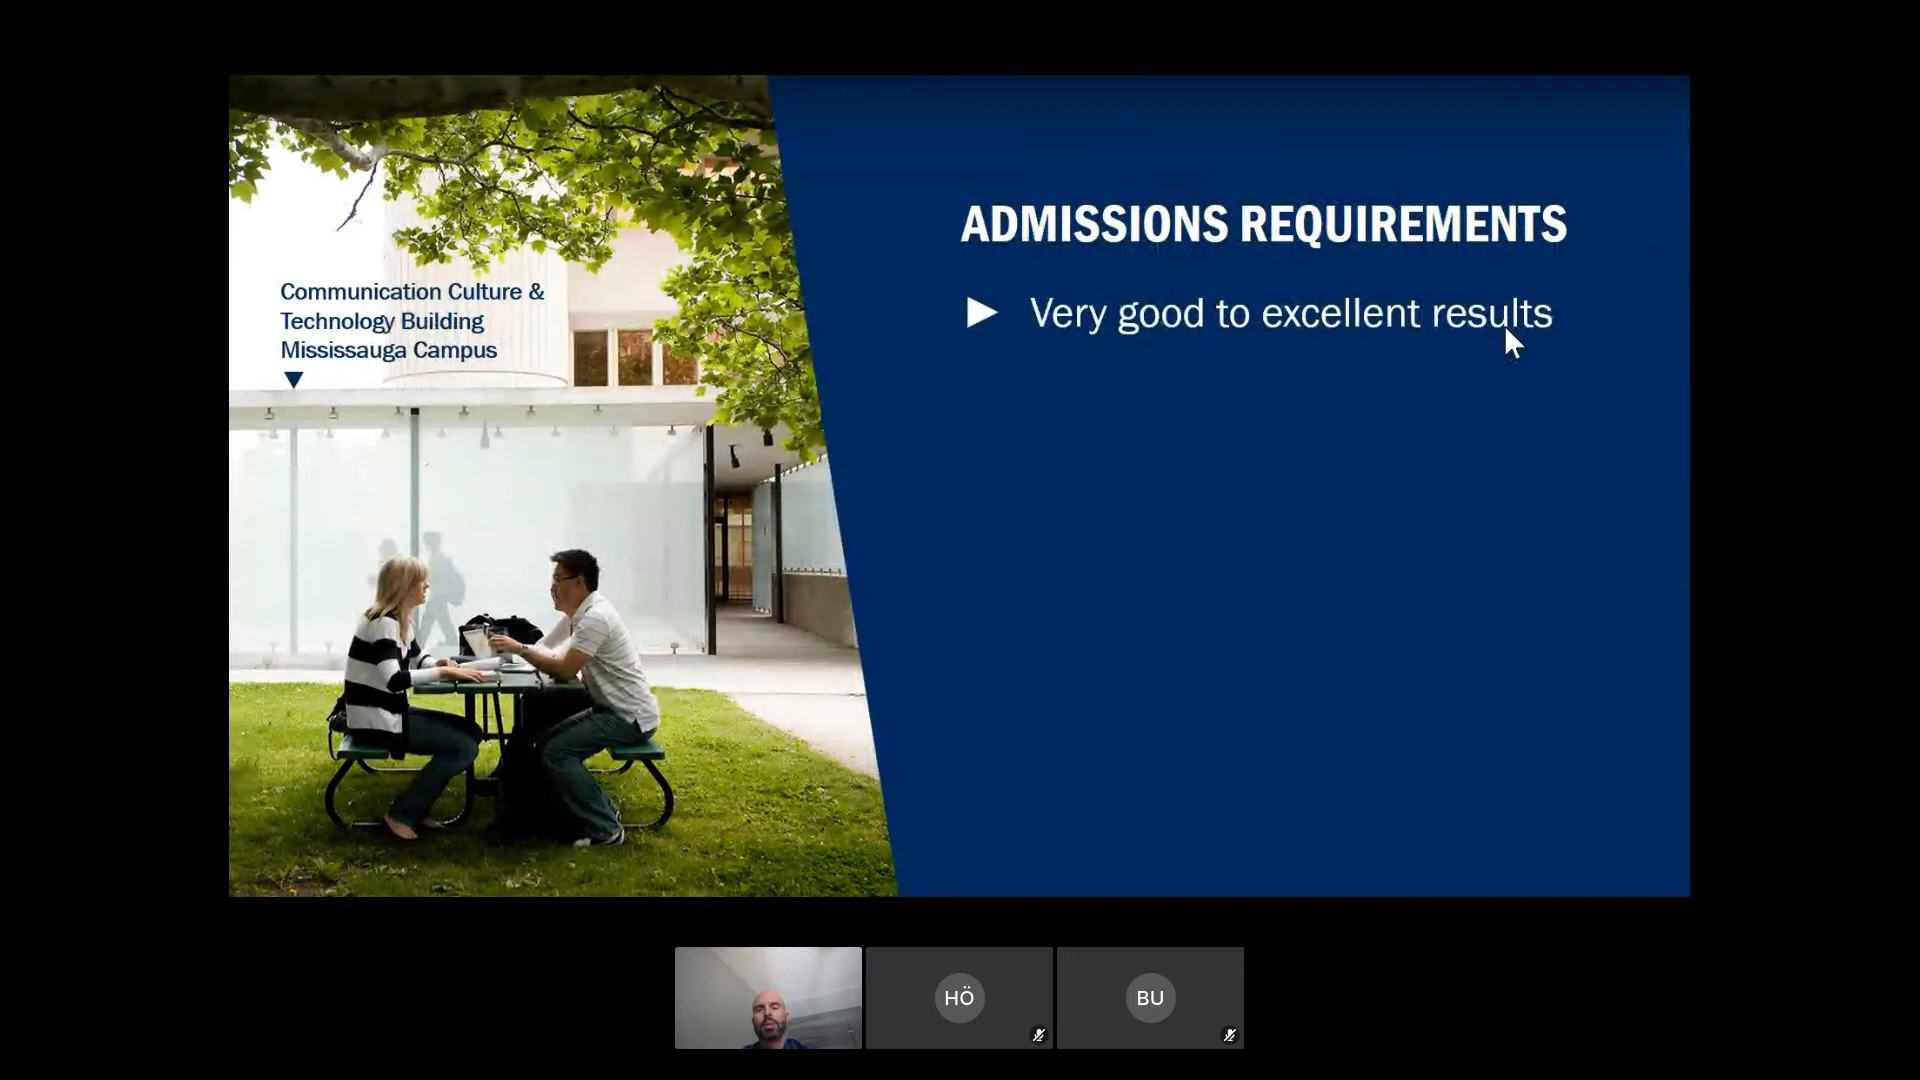 Communication Culture &
Technology Building
Mississauga Campus
ADMISSIONS REQUIREMENTS
Very good to excellent results
HÖ
BU